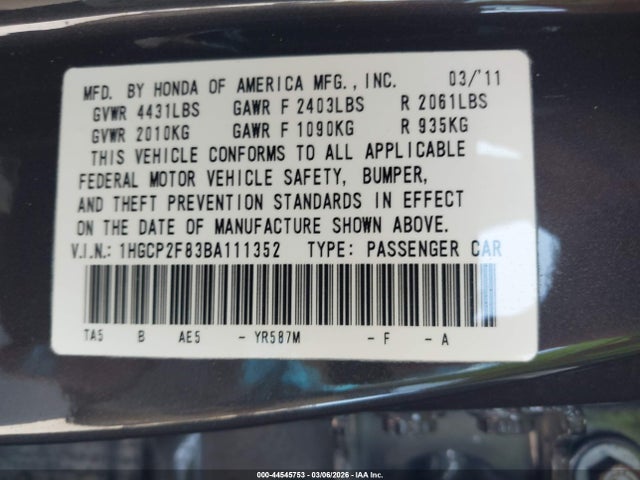 MFD. BY HONDA OF AMERICA MFG., INC. 03/'11
GVWR 4431LBS GAWR F 2403LBS R 2061LBS
GVWR 2010KG GAWR F 1090KG R 935KG
THIS VEHICLE CONFORMS TO ALL APPLICABLE
FEDERAL MOTOR VEHICLE SAFETY, BUMPER,
AND THEFT PREVENTION STANDARDS IN EFFECT
ON THE DATE OF MANUFACTURE SHOWN ABOVE.
V.I.N.: 1HGCP2F83BA111352 TYPE: PASSENGER CAR
TA5 B AE5 - YR587M - F - A
000-44545753 - 03/06/2026 - IAA Inc.